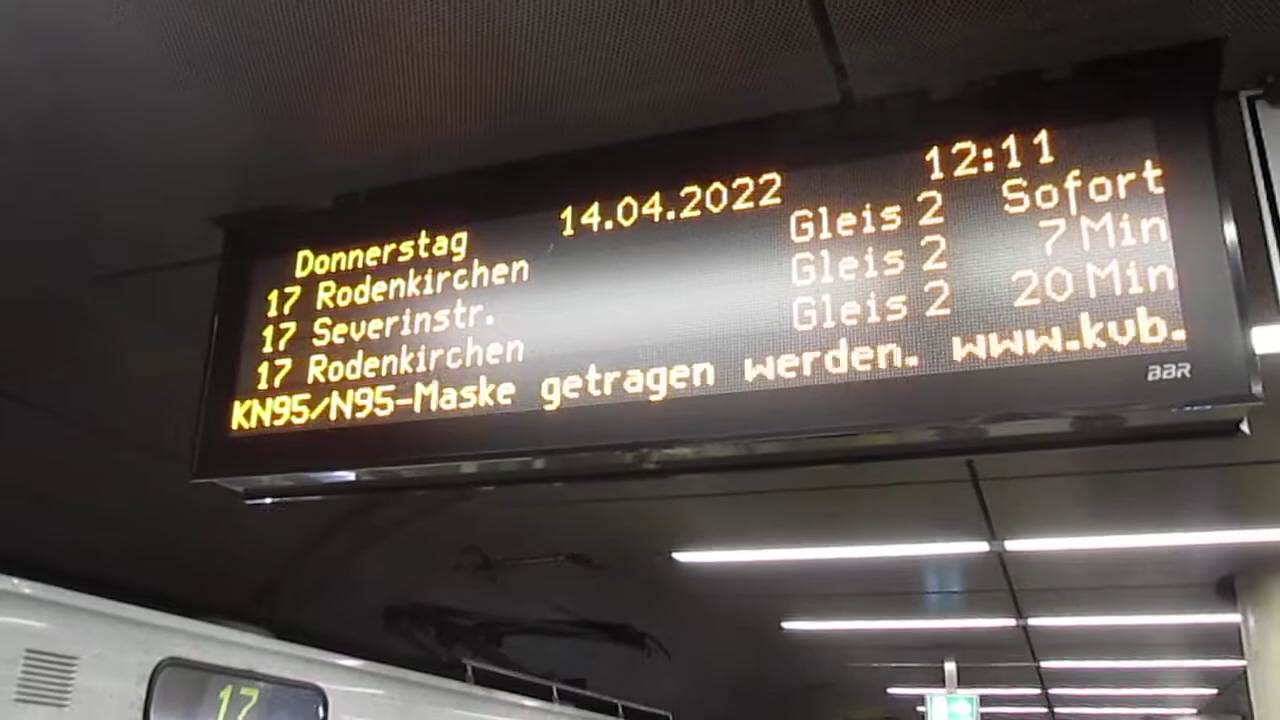 Donnerstag 14.04.2022 12:11
17 Rodenkirchen Gleis 2 Sofort
17 Severinstr. Gleis 2 7 Min
17 Rodenkirchen Gleis 2 20 Min
KN95/N95-Maske getragen werden. www.kvb.
BBR
17